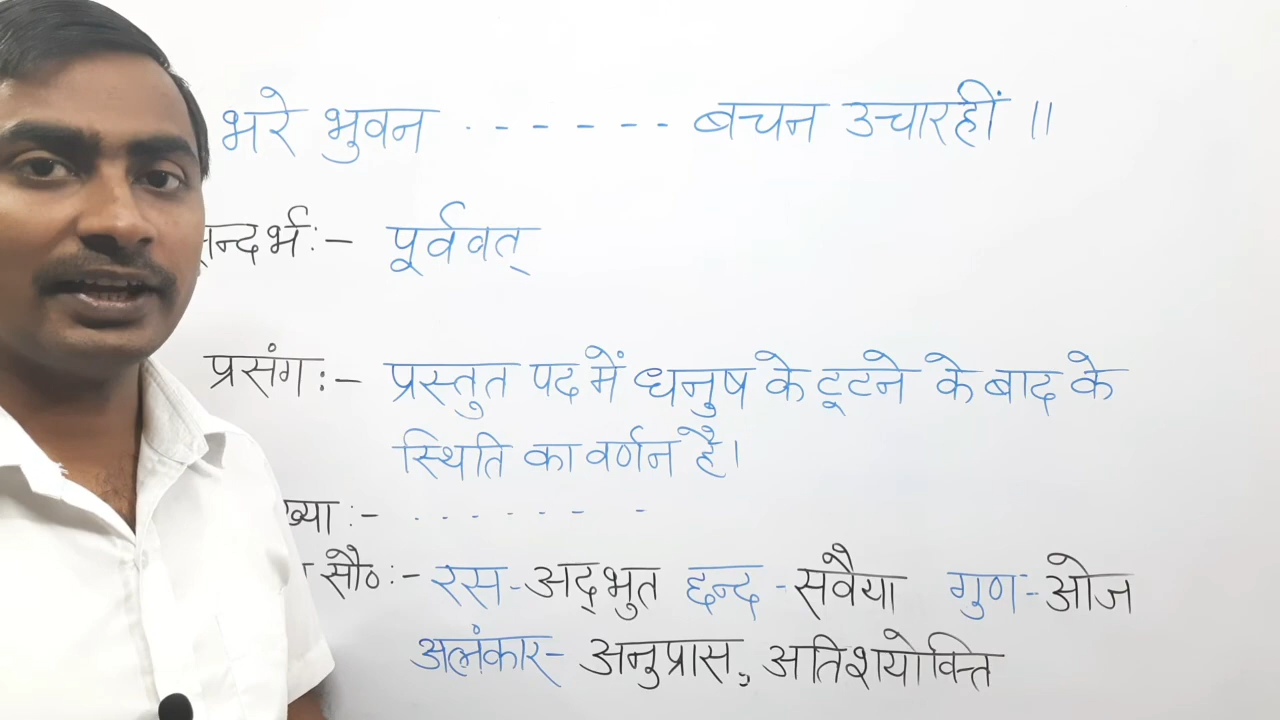 भरे भुवन ------- बचन उचारहीं ॥
न्दर्भ:- पूर्ववत्
प्रसंग:- प्रस्तुत पद में धनुष के टूटने के बाद के
स्थिति का वर्णन है।
ख्या:- -------
सौ०:- रस-अद्भुत छन्द-सवैया गुण-ओज
अलंकार- अनुप्रास, अतिशयोक्ति